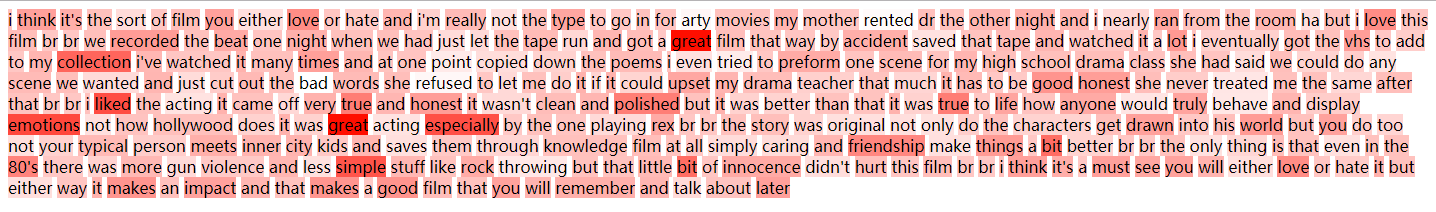 i think it's the sort of film you either love or hate and i'm really not the type to go in for arty movies my mother rented dr the other night and i nearly ran from the room ha but i love this
film br br we recorded the beat one night when we had just let the tape run and got a great film that way by accident saved that tape and watched it a lot i eventually got the vhs to add
to my collection i've watched it many times and at one point copied down the poems i even tried to preform one scene for my high school drama class she had said we could do any
scene we wanted and just cut out the bad words she refused to let me do it if it could upset my drama teacher that much it has to be good honest she never treated me the same after
that br br i liked the acting it came off very true and honest it wasn't clean and polished but it was better than that it was true to life how anyone would truly behave and display
emotions not how hollywood does it was great acting especially by the one playing rex br br the story was original not only do the characters get drawn into his world but you do too
not your typical person meets inner city kids and saves them through knowledge film at all simply caring and friendship make things a bit better br br the only thing is that even in the
80's there was more gun violence and less simple stuff like rock throwing but that little bit of innocence didn't hurt this film br br i think it's a must see you will either love or hate it but
either way it makes an impact and that makes a good film that you will remember and talk about later